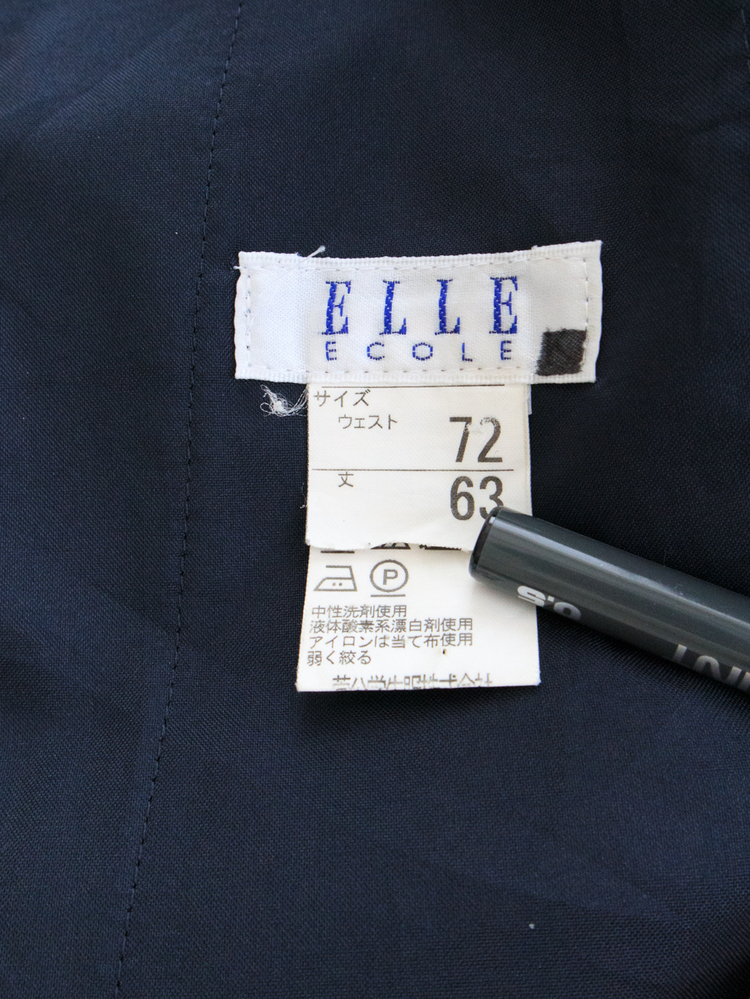 ELLE
ECOLE
サイズ
ウェスト
72
丈
63
P
中性洗剤使用
液体酸素系漂白剤使用
アイロンは当て布使用
弱く絞る
0.5